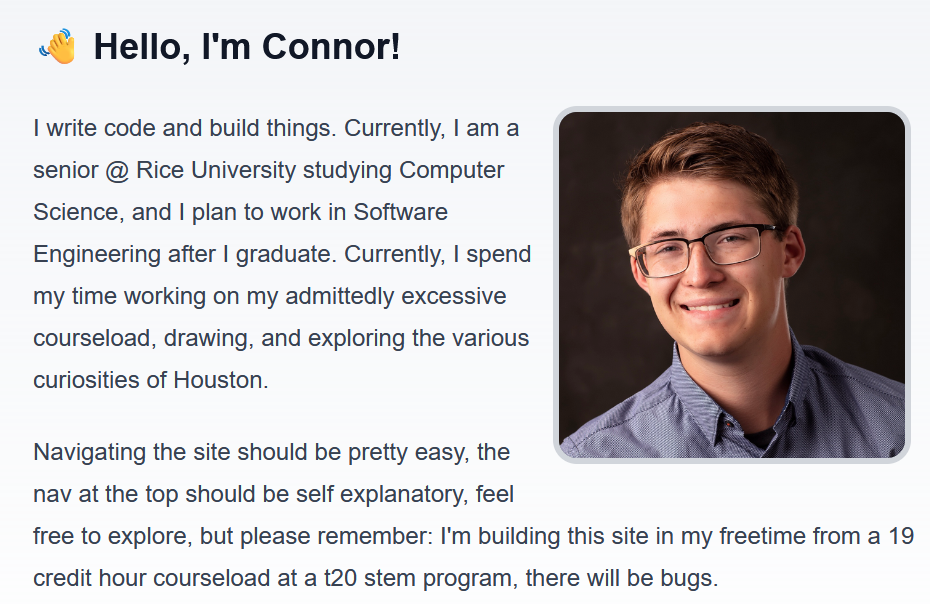 👋 Hello, I'm Connor!
I write code and build things. Currently, I am a
senior @ Rice University studying Computer
Science, and I plan to work in Software
Engineering after I graduate. Currently, I spend
my time working on my admittedly excessive
courseload, drawing, and exploring the various
curiosities of Houston.
Navigating the site should be pretty easy, the
nav at the top should be self explanatory, feel
free to explore, but please remember: I'm building this site in my freetime from a 19
credit hour courseload at a t20 stem program, there will be bugs.